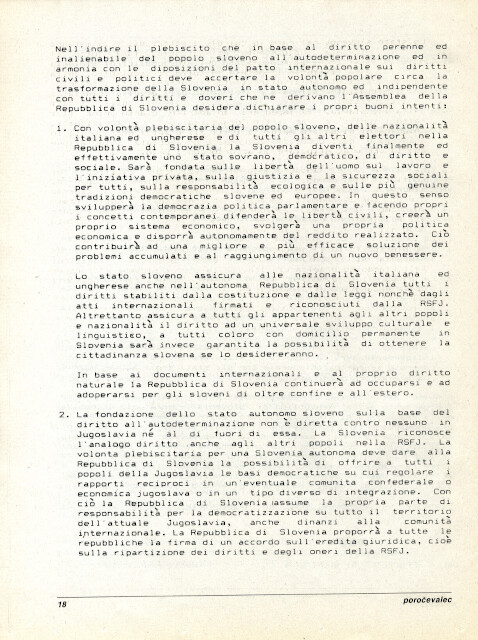 Nell'indire il plebiscito che in base al diritto perenne ed
inalienabile del popolo sloveno all'autodeterminazione ed in
armonia con le diposizioni del patto internazionale sui diritti
civili e politici deve accertare la volontà popolare circa la
trasformazione della Slovenia in stato autonomo ed indipendente
con tutti i diritti e doveri che ne derivano l'Assemblea della
Repubblica di Slovenia desidera dichiarare i propri buoni intenti:
1. Con volontà plebiscitaria del popolo sloveno, delle nazionalità
italiana ed ungherese e di tutti gli altri elettori nella
Repubblica di Slovenia la Slovenia diventi finalmente ed
effettivamente uno stato sovrano, democratico, di diritto e
sociale. Sarà fondata sulle libertà dell'uomo sul lavoro e
l'iniziativa privata, sulla giustizia e la sicurezza sociali
per tutti, sulla responsabilità ecologica e sulle più genuine
tradizioni democratiche slovene ed europee. In questo senso
svilupperà la democrazia politica parlamentare e facendo propri
i concetti contemporanei difenderà le libertà civili, creerà un
proprio sistema economico, svolgerà una propria politica
economica e disporrà autonomamente del reddito realizzato. Ciò
contribuirà ad una migliore e più efficace soluzione dei
problemi accumulati e al raggiungimento di un nuovo benessere.
Lo stato sloveno assicura alle nazionalità italiana ed
ungherese anche nell'autonoma Repubblica di Slovenia tutti i
diritti stabiliti dalla costituzione e dalle leggi nonchè dagli
atti internazionali firmati e riconosciuti dalla RSFJ.
Altrettanto assicura a tutti gli appartenenti agli altri popoli
e nazionalità il diritto ad un universale sviluppo culturale e
linguistico, a tutti coloro con domicilio permanente in
Slovenia sarà invece garantita la possibilità di ottenere la
cittadinanza slovena se lo desidereranno.
In base ai documenti internazionali e al proprio diritto
naturale la Repubblica di Slovenia continuerà ad occuparsi e ad
adoperarsi per gli sloveni di oltre confine e all'estero.
2. La fondazione dello stato autonomo sloveno sulla base del
diritto all'autodeterminazione non è diretta contro nessuno in
Jugoslavia nè al di fuori di essa. La Slovenia riconosce
l'analogo diritto anche agli altri popoli nella RSFJ. La
volonta plebiscitaria per una Slovenia autonoma deve dare alla
Repubblica di Slovenia la possibilità di offrire a tutti i
popoli della Jugoslavia le basi democratiche su cui regolare i
rapporti reciproci in un'eventuale comunita confederale o
economica jugoslava o in un tipo diverso di integrazione. Con
ciò la Repubblica di Slovenia assume la propria parte di
responsabilità per la democratizzazione su tutto il territorio
dell'attuale Jugoslavia, anche dinanzi alla comunità
internazionale. La Repubblica di Slovenia proporrà a tutte le
repubbliche la firma di un accordo sull'eredita giuridica, cioè
sulla ripartizione dei diritti e degli oneri della RSFJ.
18 poročevalec